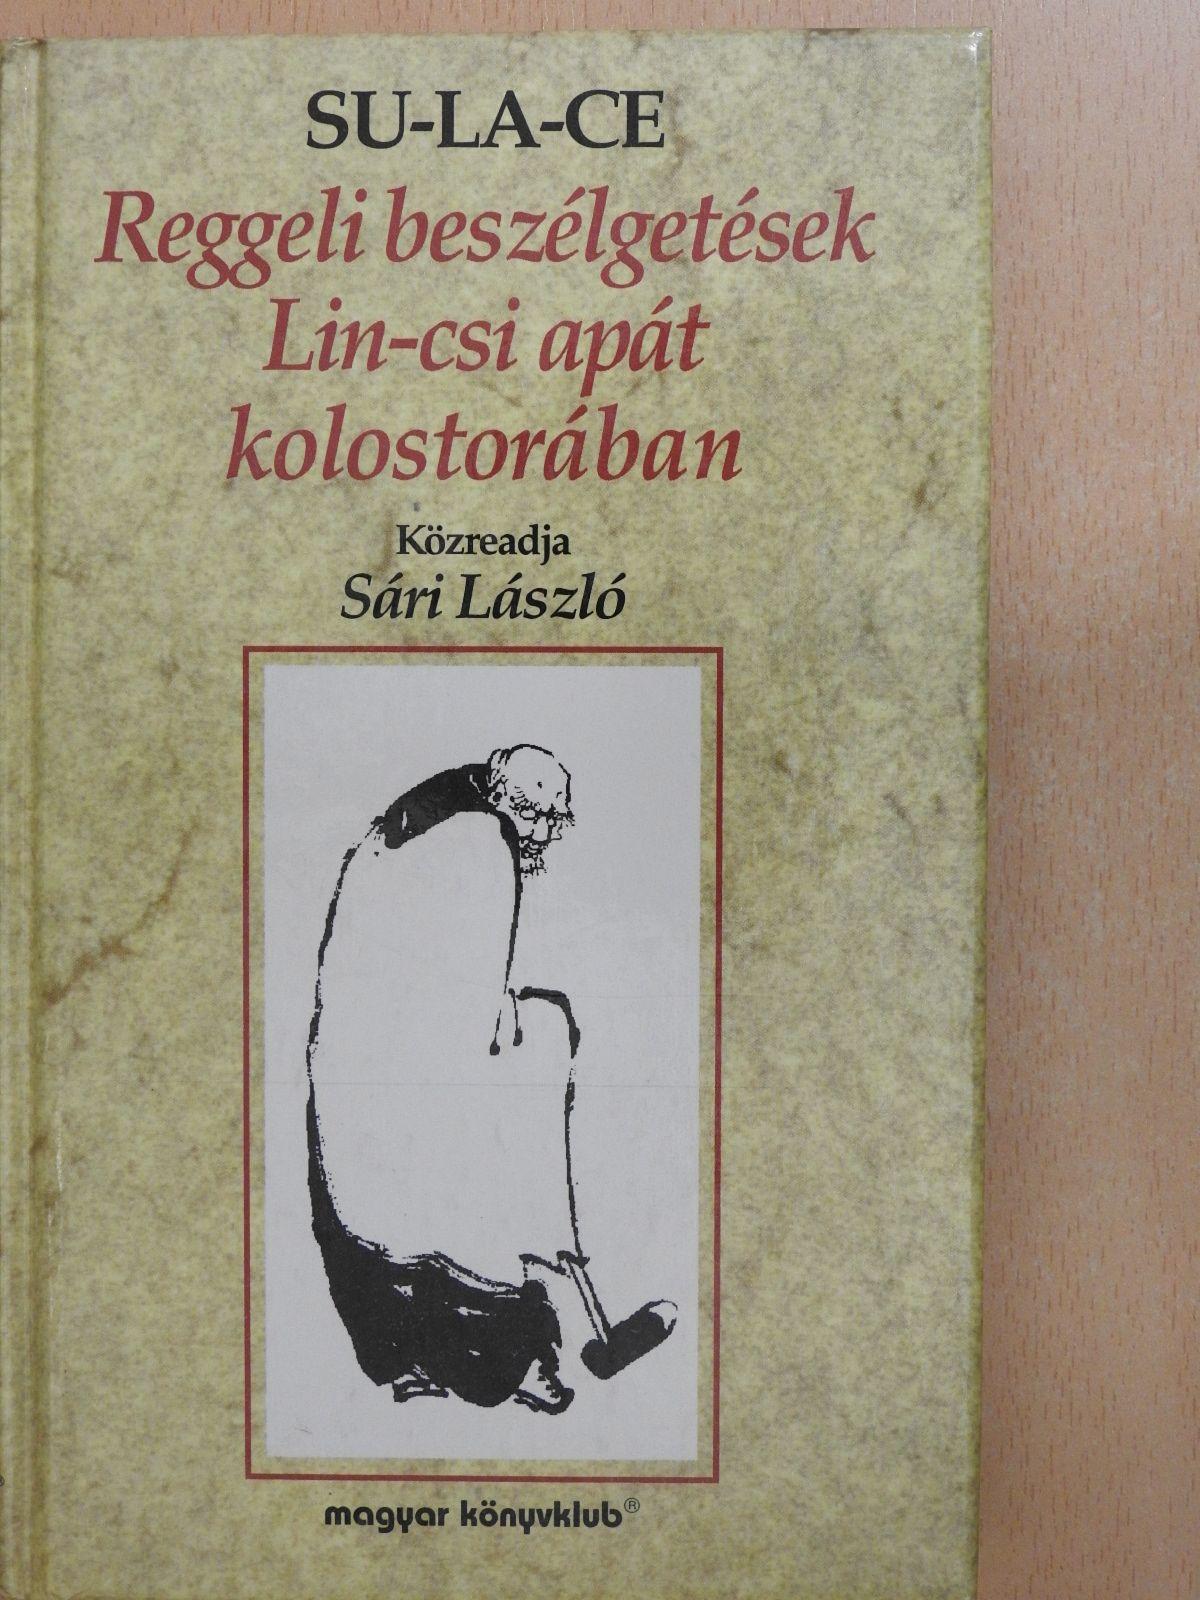 SU-LA-CE
Reggeli beszélgetések
Lin-csi apát
kolostorában
Közreadja
Sári László
magyar könyvklub®